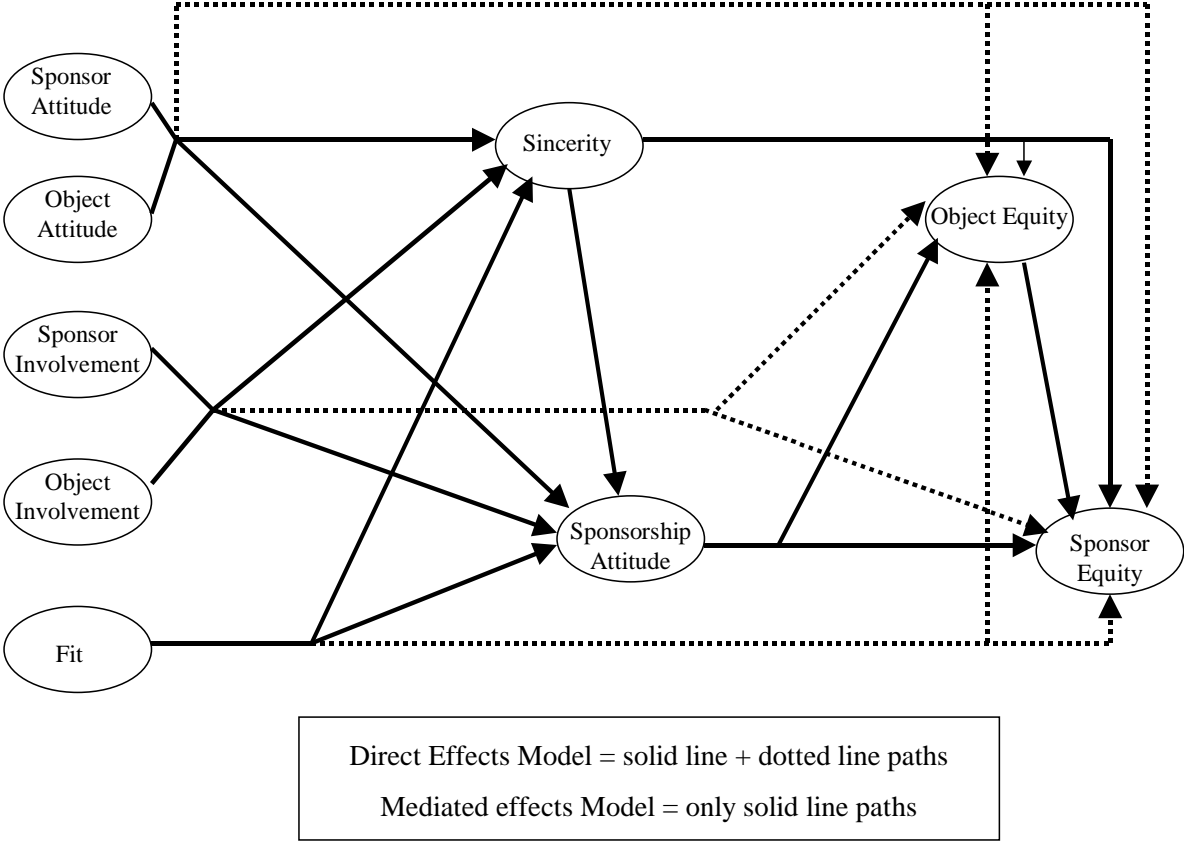 Sponsor
Attitude
Object
Attitude
Sponsor
Involvement
Object
Involvement
Fit
Sincerity
Sponsorship
Attitude
Object Equity
Sponsor
Equity
Direct Effects Model = solid line + dotted line paths
Mediated effects Model = only solid line paths